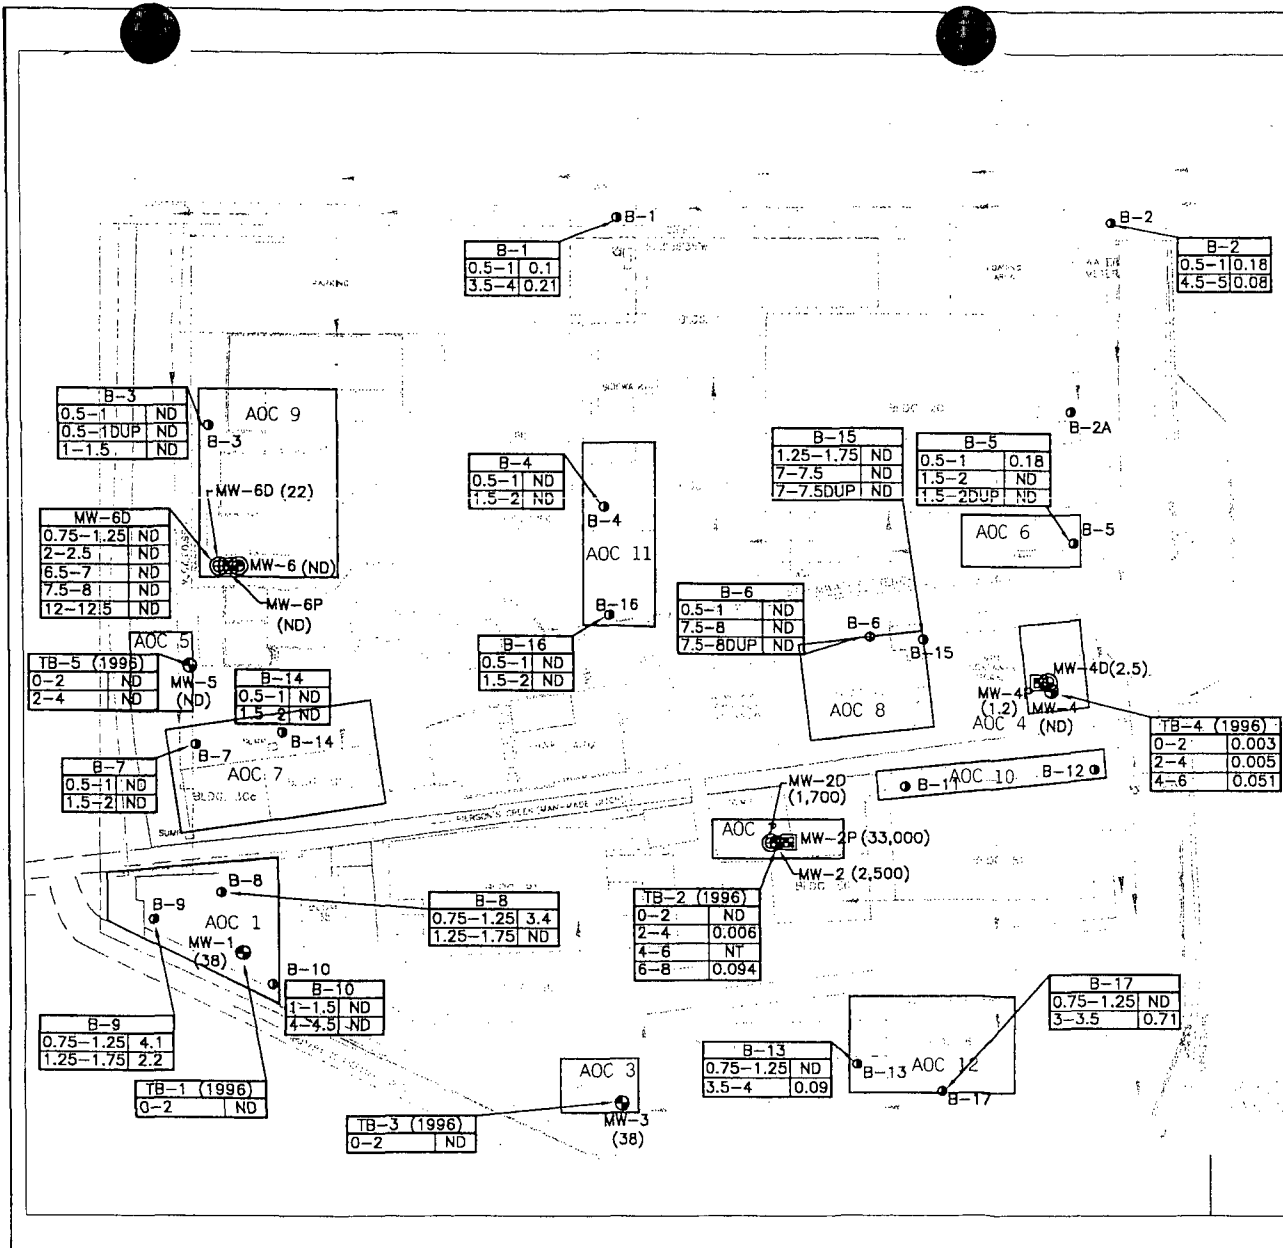 B-1
B-2
B-1
0.5-1 0.1
3.5-4 0.21
B-2
0.5-1 0.18
4.5-5 0.08
PARKING
B-3
0.5-1 ND
0.5-1DUP ND
1-1.5 ND
AOC 9
B-3
SIDEWALK
BLDG. 20
B-2A
B-4
0.5-1 ND
1.5-2 ND
B-15
1.25-1.75 ND
7-7.5 ND
7-7.5DUP ND
B-5
0.5-1 0.18
1.5-2 ND
1.5-2DUP ND
MW-6D (22)
B-4
AOC 11
AOC 6
B-5
MW-6D
0.75-1.25 ND
2-2.5 ND
6.5-7 ND
7.5-8 ND
12-12.5 ND
MW-6 (ND)
MW-6P
(ND)
B-16
B-6
0.5-1 ND
7.5-8 ND
7.5-8DUP ND
B-6
B-15
AOC 5
TB-5 (1996)
0-2 ND
2-4 ND
MW-5
(ND)
B-14
0.5-1 ND
1.5-2 ND
B-16
0.5-1 ND
1.5-2 ND
MW-4D(2.5)
MW-4P
(1.2)
MW-4
(ND)
AOC 4
AOC 8
TB-4 (1996)
0-2 0.003
2-4 0.005
4-6 0.051
B-14
B-7
AOC 7
B-7
0.5-1 ND
1.5-2 ND
BLDG. 30c
SUMP
PIERSON'S CREEK (MAN-MADE DITCH)
B-11
AOC 10
B-12
MW-2D
(1,700)
AOC
MW-2P (33,000)
MW-2 (2,500)
TB-2 (1996)
0-2 ND
2-4 0.006
4-6 NT
6-8 0.094
B-8
B-9
AOC 1
MW-1
(38)
B-8
0.75-1.25 3.4
1.25-1.75 ND
B-10
B-10
1-1.5 ND
4-4.5 ND
B-9
0.75-1.25 4.1
1.25-1.75 2.2
TB-1 (1996)
0-2 ND
B-17
0.75-1.25 ND
3-3.5 0.71
B-13
0.75-1.25 ND
3.5-4 0.09
B-13
AOC 12
B-17
AOC 3
TB-3 (1996)
0-2 ND
MW-3
(38)